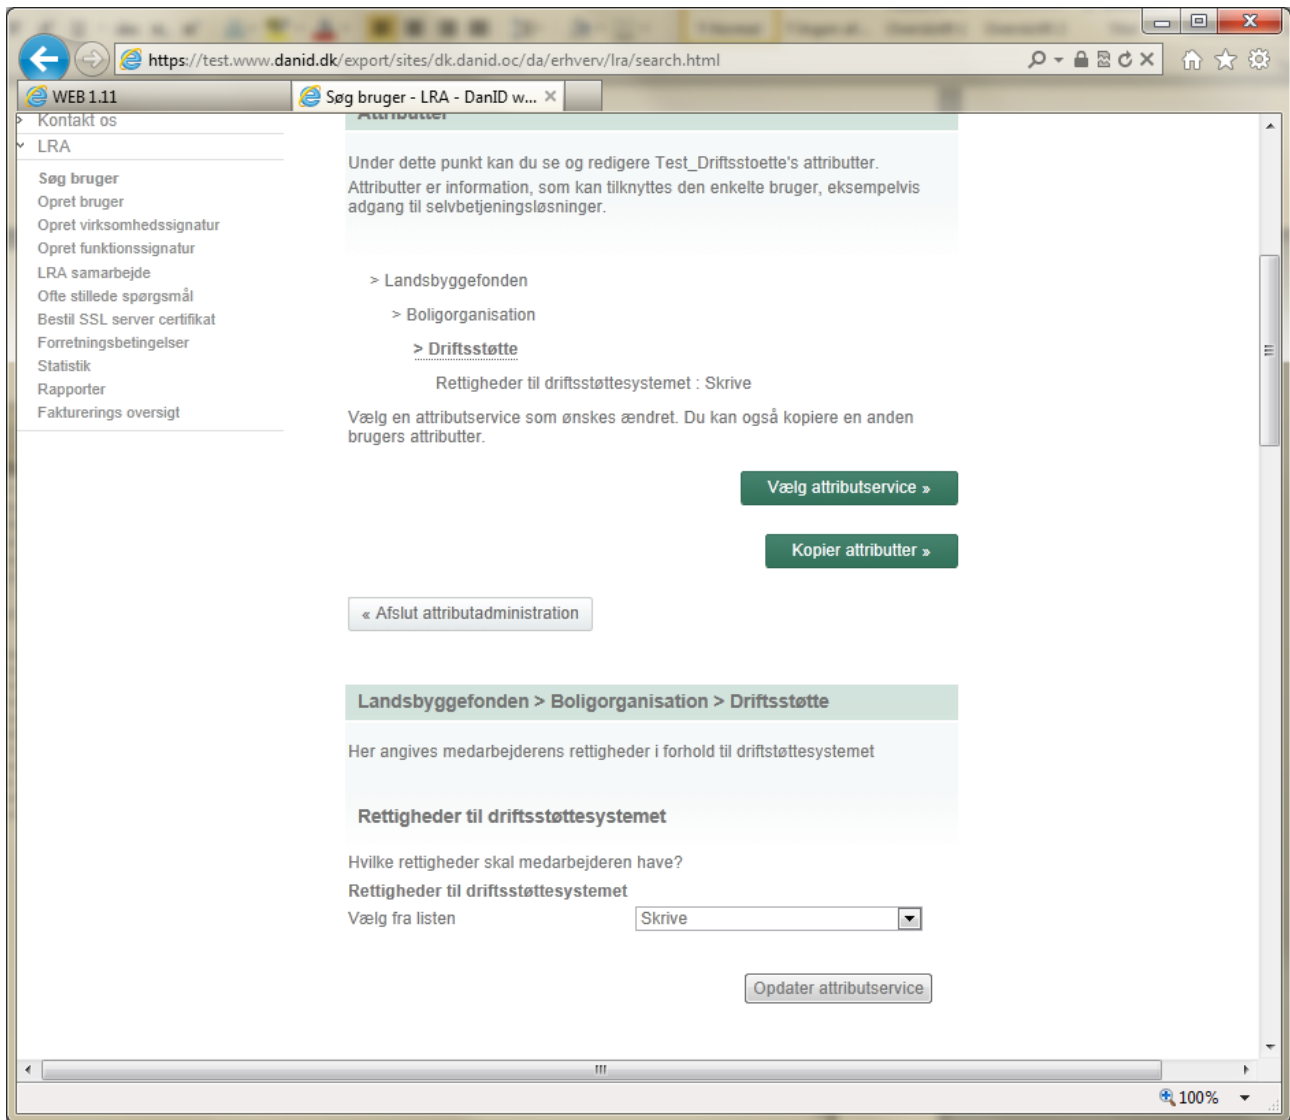 https://test.www.danid.dk/export/sites/dk.danid.oc/da/erhverv/lra/search.html
WEB 1.11
Søg bruger - LRA - DanID w...
Kontakt os
LRA
Søg bruger
Opret bruger
Opret virksomhedssignatur
Opret funktionssignatur
LRA samarbejde
Ofte stillede spørgsmål
Bestil SSL server certifikat
Forretningsbetingelser
Statistik
Rapporter
Fakturerings oversigt
Attributter
Under dette punkt kan du se og redigere Test_Driftsstoette's attributter.
Attributter er information, som kan tilknyttes den enkelte bruger, eksempelvis
adgang til selvbetjeningsløsninger.
> Landsbyggefonden
> Boligorganisation
> Driftsstøtte
Rettigheder til driftsstøttesystemet : Skrive
Vælg en attributservice som ønskes ændret. Du kan også kopiere en anden
brugers attributter.
Vælg attributservice »
Kopier attributter »
« Afslut attributadministration
Landsbyggefonden > Boligorganisation > Driftsstøtte
Her angives medarbejderens rettigheder i forhold til driftstøttesystemet
Rettigheder til driftsstøttesystemet
Hvilke rettigheder skal medarbejderen have?
Rettigheder til driftsstøttesystemet
Vælg fra listen Skrive
Opdater attributservice
100%